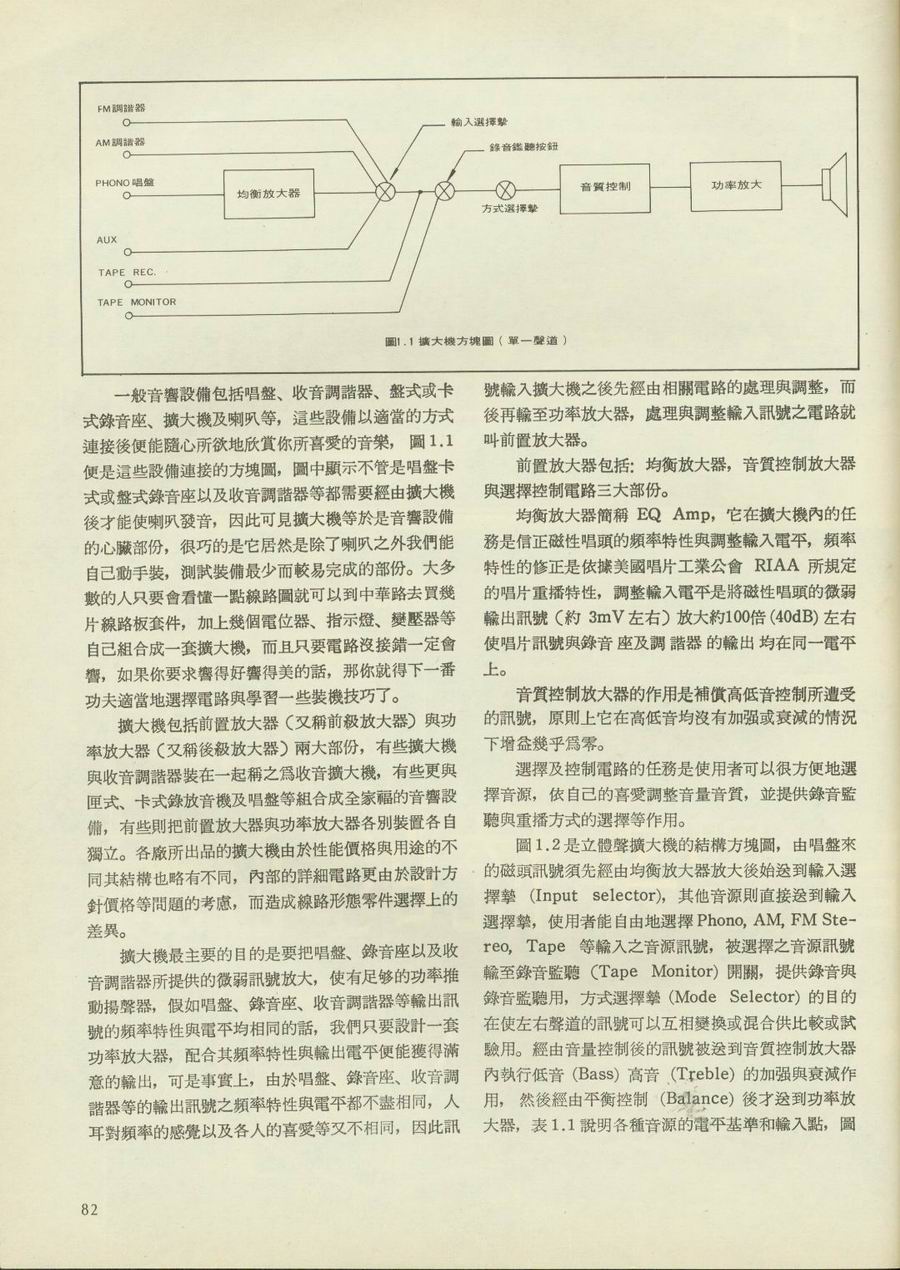 FM調諧器
輸入選擇掣
AM調諧器
錄音鑑聽按鈕
PHONO唱盤
均衡放大器
音質控制
功率放大
方式選擇掣
AUX
TAPE REC.
TAPE MONITOR
圖1.1 擴大機方塊圖（單一聲道）
一般音響設備包括唱盤、收音調諧器、盤式或卡
式錄音座、擴大機及喇叭等，這些設備以適當的方式
連接後便能隨心所欲地欣賞你所喜愛的音樂，圖1.1
便是這些設備連接的方塊圖，圖中顯示不管是唱盤卡
式或盤式錄音座以及收音調諧器等都需要經由擴大機
後才能使喇叭發音，因此可見擴大機等於是音響設備
的心臟部份，很巧的是它居然是除了喇叭之外我們能
自己動手裝，測試裝備最少而較易完成的部份。大多
數的人只要會看懂一點線路圖就可以到中華路去買幾
片線路板套件，加上幾個電位器、指示燈、變壓器等
自己組合成一套擴大機，而且只要電路沒接錯一定會
響，如果你要求響得好響得美的話，那你就得下一番
功夫適當地選擇電路與學習一些裝機技巧了。
擴大機包括前置放大器（又稱前級放大器）與功
率放大器（又稱後級放大器）兩大部份，有些擴大機
與收音調諧器裝在一起稱之爲收音擴大機，有些更與
匣式、卡式錄放音機及唱盤等組合成全家福的音響設
備，有些則把前置放大器與功率放大器各別裝置各自
獨立。各廠所出品的擴大機由於性能價格與用途的不
同其結構也略有不同，內部的詳細電路更由於設計方
針價格等問題的考慮，而造成線路形態零件選擇上的
差異。
擴大機最主要的目的是要把唱盤、錄音座以及收
音調諧器所提供的微弱訊號放大，使有足够的功率推
動揚聲器，假如唱盤、錄音座、收音調諧器等輸出訊
號的頻率特性與電平均相同的話，我們只要設計一套
功率放大器，配合其頻率特性與輸出電平便能獲得滿
意的輸出，可是事實上，由於唱盤、錄音座、收音調
諧器等的輸出訊號之頻率特性與電平都不盡相同，人
耳對頻率的感覺以及各人的喜愛等又不相同，因此訊
號輸入擴大機之後先經由相關電路的處理與調整，而
後再輸至功率放大器，處理與調整輸入訊號之電路就
叫前置放大器。
前置放大器包括：均衡放大器，音質控制放大器
與選擇控制電路三大部份。
均衡放大器簡稱 EQ Amp，它在擴大機內的任
務是信正磁性唱頭的頻率特性與調整輸入電平，頻率
特性的修正是依據美國唱片工業公會 RIAA 所規定
的唱片重播特性，調整輸入電平是將磁性唱頭的微弱
輸出訊號（約 3mV 左右）放大約100倍 (40dB) 左右
使唱片訊號與錄音 座及調 諧器 的輸出 均在同一電平
上。
音質控制放大器的作用是補償高低音控制所遭受
的訊號，原則上它在高低音均沒有加强或衰減的情況
下增益幾乎爲零。
選擇及控制電路的任務是使用者可以很方便地選
擇音源，依自己的喜愛調整音量音質，並提供錄音監
聽與重播方式的選擇等作用。
圖1.2是立體聲擴大機的結構方塊圖，由唱盤來
的磁頭訊號須先經由均衡放大器放大後始送到輸入選
擇掣 (Input selector)，其他音源則直接送到輸入
選擇掣，使用者能自由地選擇 Phono, AM, FM Ste-
reo, Tape 等輸入之音源訊號，被選擇之音源訊號
輸至錄音監聽 (Tape Monitor) 開關，提供錄音與
錄音監聽用，方式選擇掣 (Mode Selector) 的目的
在使左右聲道的訊號可以互相變換或混合供比較或試
驗用。經由音量控制後的訊號被送到音質控制放大器
內執行低音 (Bass) 高音 (Treble) 的加强與衰減作
用，然後經由平衡控制 (Balance) 後才送到功率放
大器，表1.1說明各種音源的電平基準和輸入點，圖
82